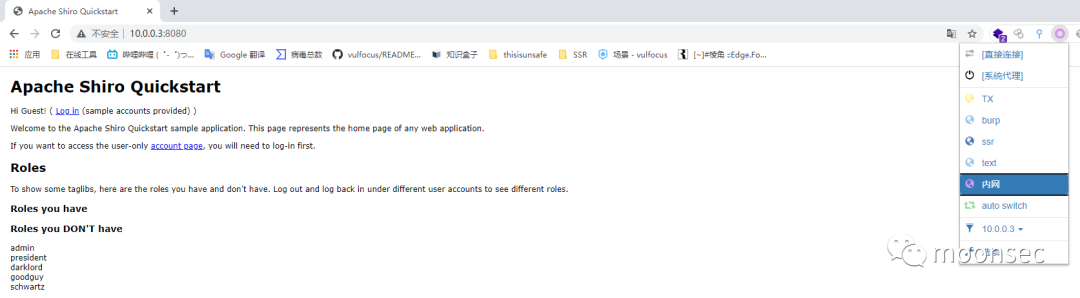 Apache Shiro Quickstart
不安全 | 10.0.0.3:8080
应用 在线工具 哔哩哔哩 ( ゜- ゜)つ... Google 翻译 病毒总数 vulfocus/README... 知识盒子 thisisunsafe SSR 场景 - vulfocus [~]#棱角 ::Edge.Fo...
2
[直接连接]
[系统代理]
TX
burp
ssr
text
内网
auto switch
10.0.0.3
Apache Shiro Quickstart
Hi Guest! ( Log in (sample accounts provided) )
Welcome to the Apache Shiro Quickstart sample application. This page represents the home page of any web application.
If you want to access the user-only account page, you will need to log-in first.
Roles
To show some taglibs, here are the roles you have and don't have. Log out and log back in under different user accounts to see different roles.
Roles you have
Roles you DON'T have
admin
president
darklord
goodguy
schwartz
moonsec